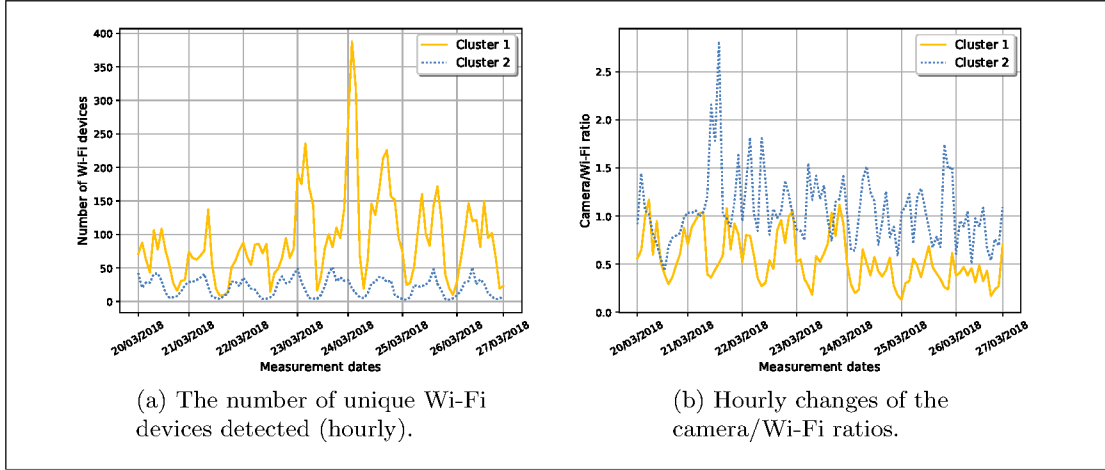 400
350
300
250
200
150
100
50
0
Number of Wi-Fi devices
Cluster 1
Cluster 2
20/03/2018
21/03/2018
22/03/2018
23/03/2018
24/03/2018
25/03/2018
26/03/2018
27/03/2018
Measurement dates
(a) The number of unique Wi-Fi
devices detected (hourly).
2.5
2.0
1.5
1.0
0.5
0.0
Camera/Wi-Fi ratio
Cluster 1
Cluster 2
20/03/2018
21/03/2018
22/03/2018
23/03/2018
24/03/2018
25/03/2018
26/03/2018
27/03/2018
Measurement dates
(b) Hourly changes of the
camera/Wi-Fi ratios.